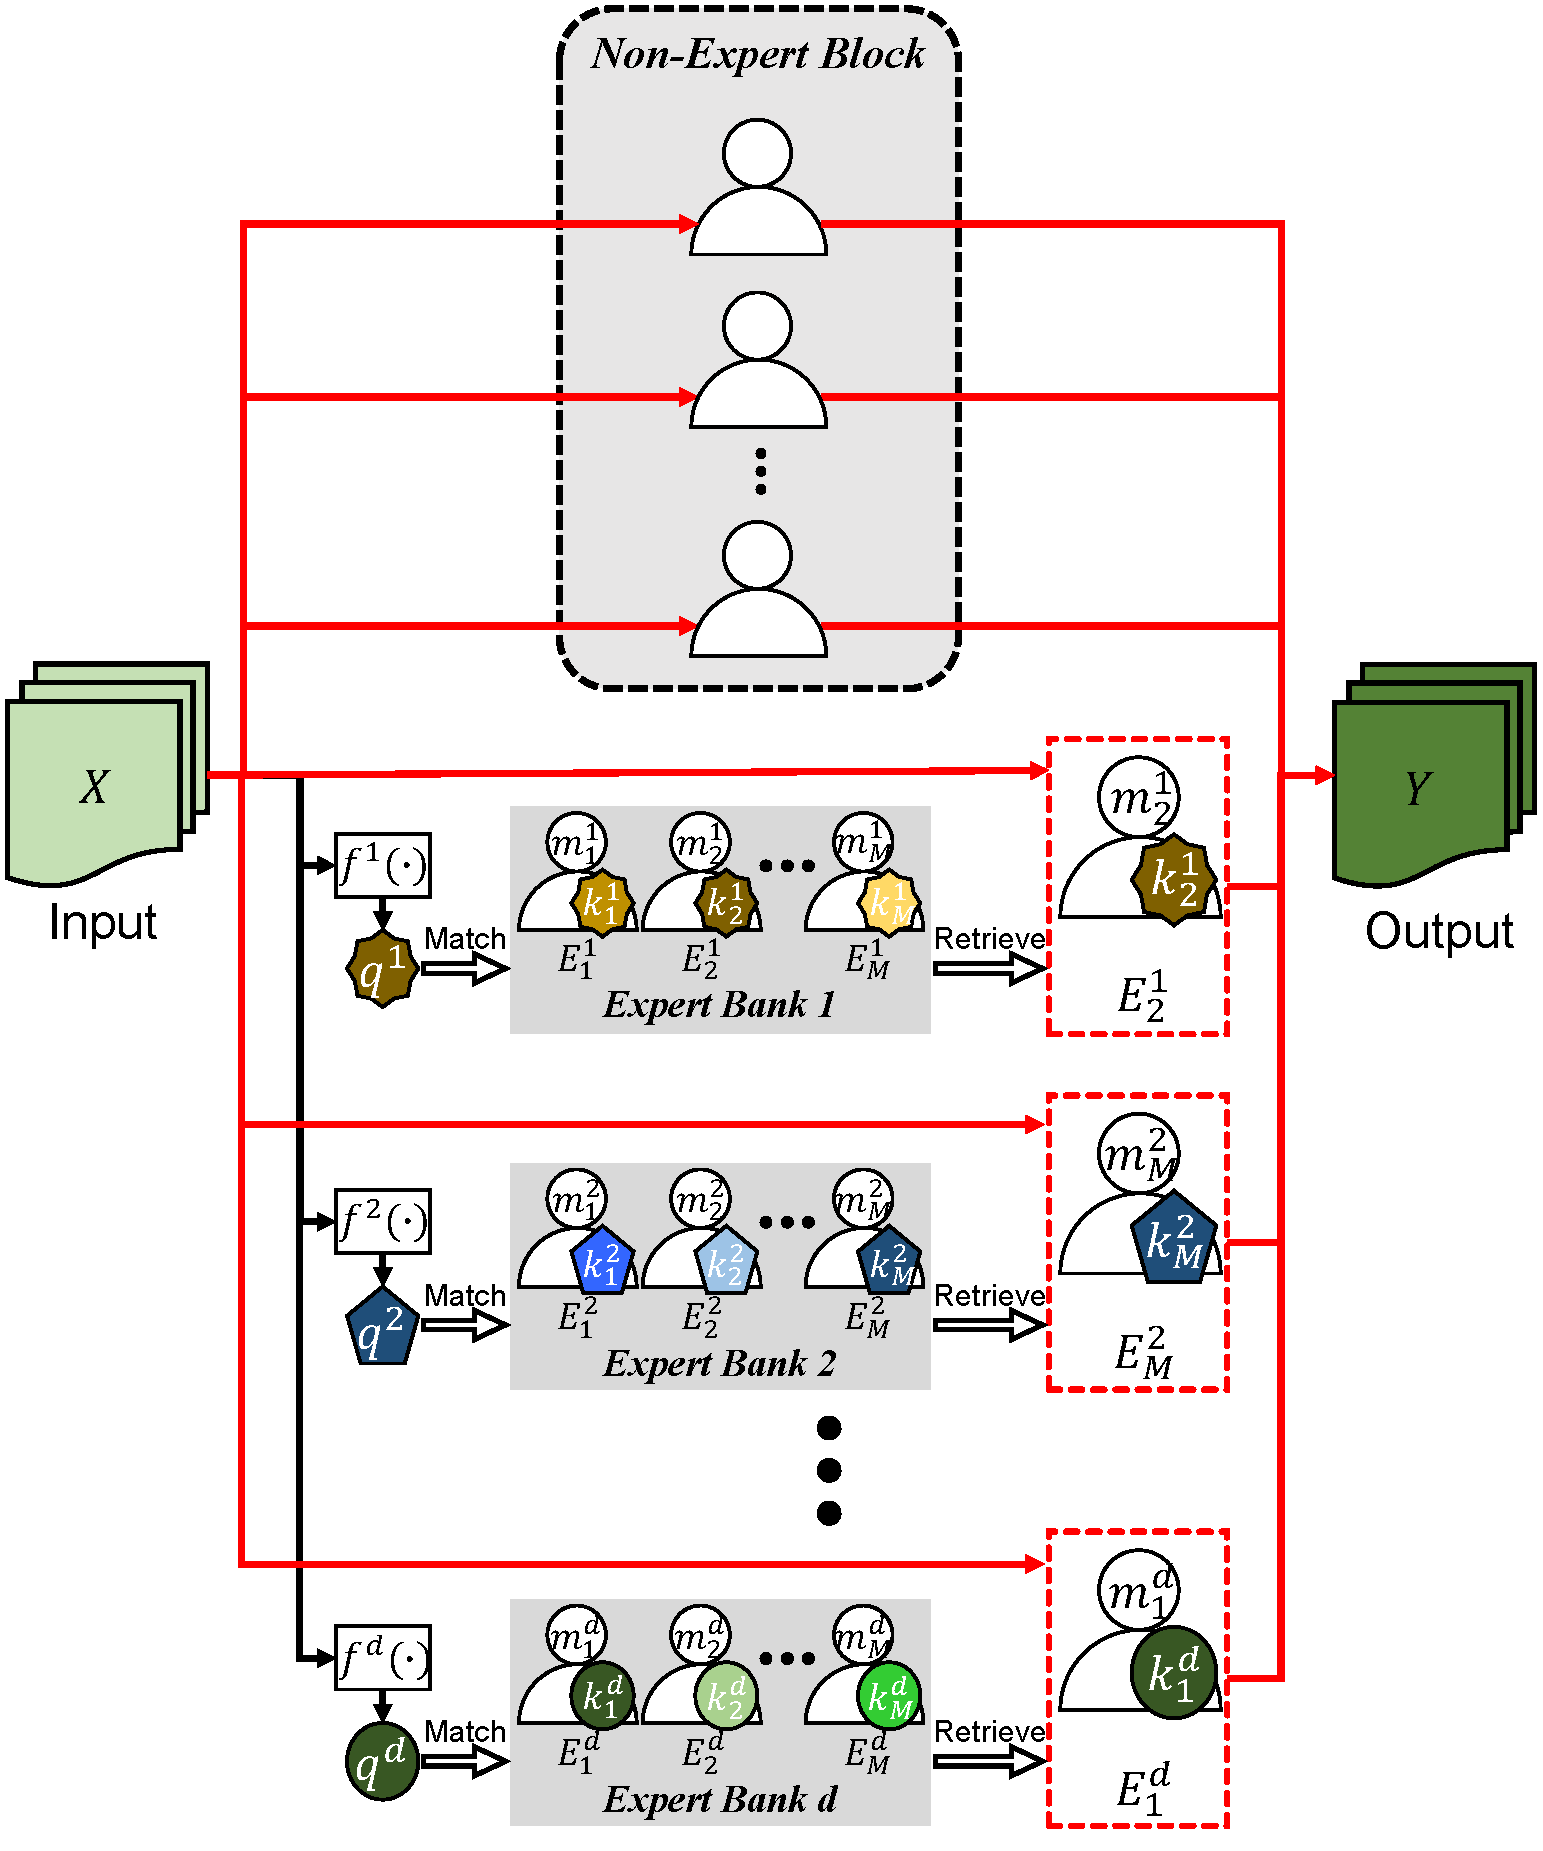 Non-Expert Block
X
Input
Y
Output
f¹(·)
q¹
Match
m₁¹ m₂¹ ••• m_M¹
k₁¹ k₂¹ k_M¹
E₁¹ E₂¹ E_M¹
Expert Bank 1
Retrieve
m₂¹
k₂¹
E₂¹
f²(·)
q²
Match
m₁² m₂² ••• m_M²
k₁² k₂² k_M²
E₁² E₂² E_M²
Expert Bank 2
Retrieve
m_M²
k_M²
E_M²
f^d(·)
q^d
Match
m₁^d m₂^d ••• m_M^d
k₁^d k₂^d k_M^d
E₁^d E₂^d E_M^d
Expert Bank d
Retrieve
m₁^d
k₁^d
E₁^d